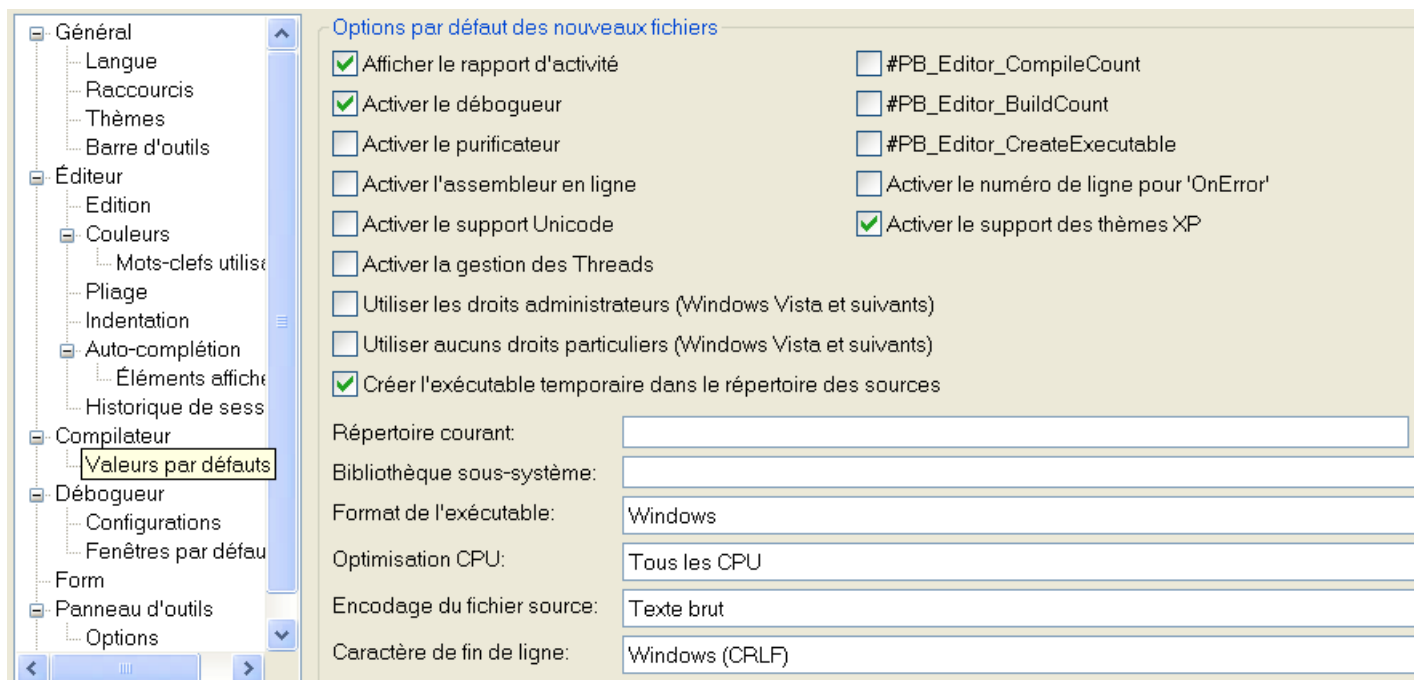 Général
Langue
Raccourcis
Thèmes
Barre d'outils
Éditeur
Edition
Couleurs
Mots-clefs utilisé
Pliage
Indentation
Auto-complétion
Éléments affiché
Historique de sess
Compilateur
Valeurs par défauts
Débogueur
Configurations
Fenêtres par défau
Form
Panneau d'outils
Options
Options par défaut des nouveaux fichiers
Afficher le rapport d'activité
#PB_Editor_CompileCount
Activer le débogueur
#PB_Editor_BuildCount
Activer le purificateur
#PB_Editor_CreateExecutable
Activer l'assembleur en ligne
Activer le numéro de ligne pour 'OnError'
Activer le support Unicode
Activer le support des thèmes XP
Activer la gestion des Threads
Utiliser les droits administrateurs (Windows Vista et suivants)
Utiliser aucuns droits particuliers (Windows Vista et suivants)
Créer l'exécutable temporaire dans le répertoire des sources
Répertoire courant:
Bibliothèque sous-système:
Format de l'exécutable: Windows
Optimisation CPU: Tous les CPU
Encodage du fichier source: Texte brut
Caractère de fin de ligne: Windows (CRLF)